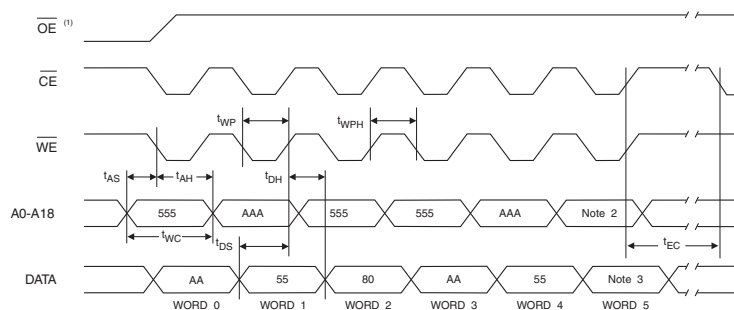 OE (1)
CE
tWP
tWPH
WE
tAS
tAH
tDH
A0-A18
555
AAA
555
555
AAA
Note 2
tWC
tDS
tEC
DATA
AA
55
80
AA
55
Note 3
WORD 0
WORD 1
WORD 2
WORD 3
WORD 4
WORD 5